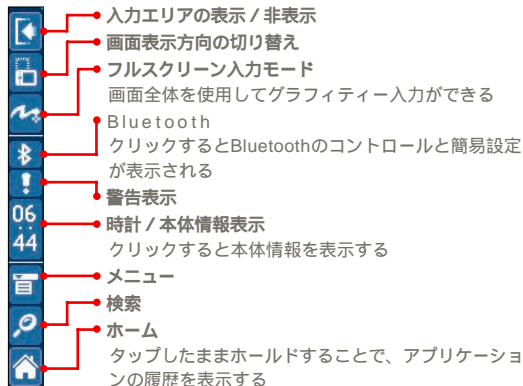 入力エリアの表示 / 非表示
画面表示方向の切り替え
フルスクリーン入力モード
画面全体を使用してグラフィティー入力ができる
Bluetooth
クリックするとBluetoothのコントロールと簡易設定
が表示される
警告表示
06
:
44
時計 / 本体情報表示
クリックすると本体情報を表示する
メニュー
検索
ホーム
タップしたままホールドすることで、アプリケーショ
ンの履歴を表示する